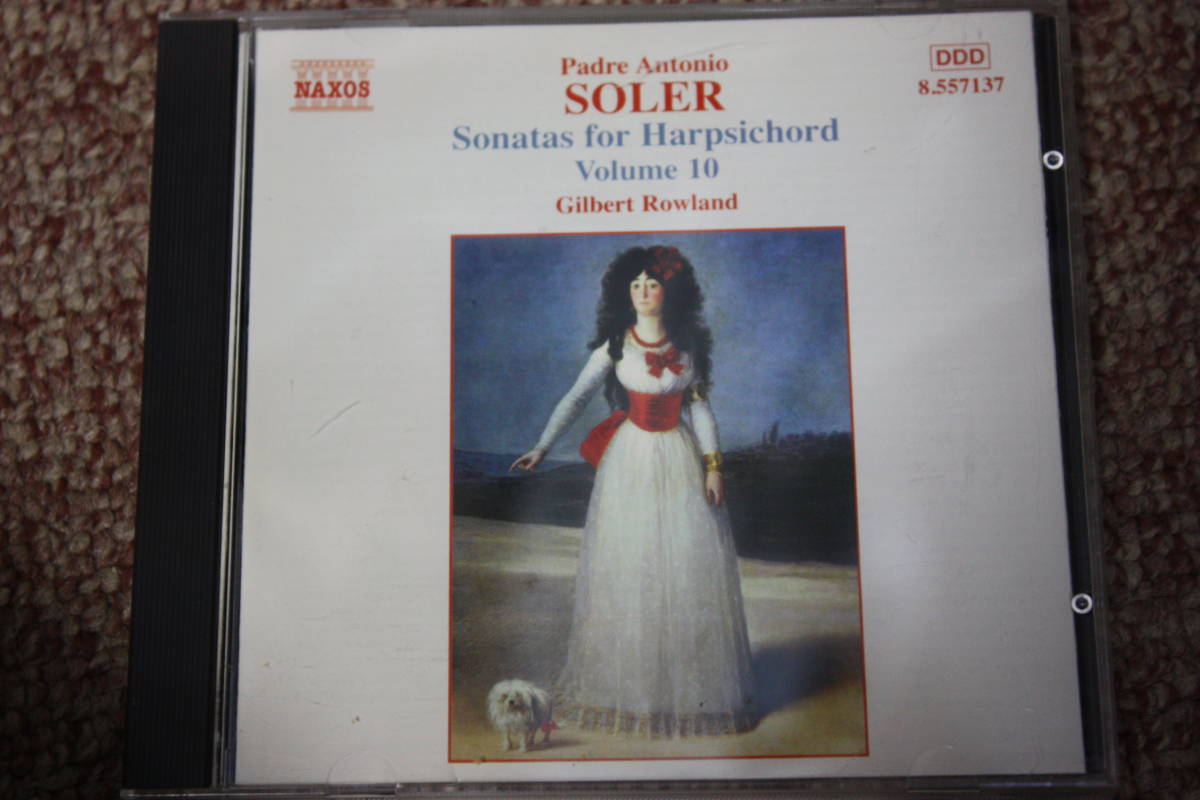 NAXOS
DDD
8.557137
Padre Antonio
SOLER
Sonatas for Harpsichord
Volume 10
Gilbert Rowland